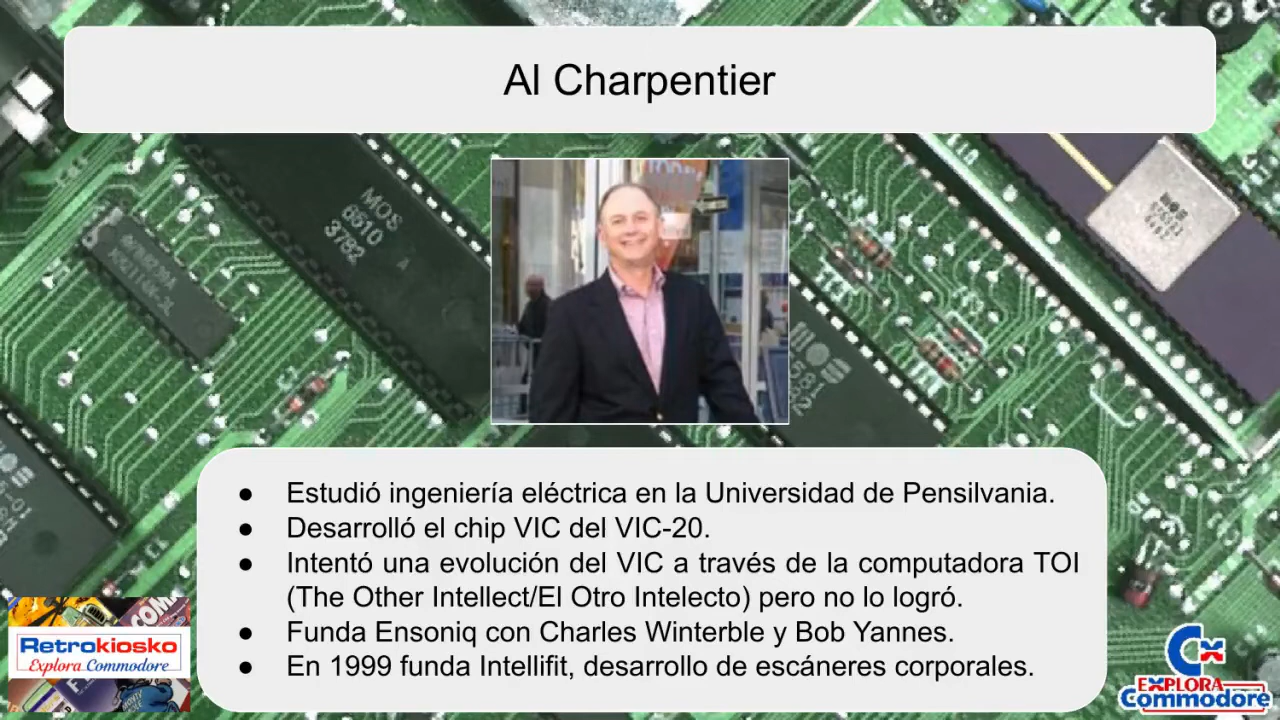 Al Charpentier
MOS
6510
3782
● Estudió ingeniería eléctrica en la Universidad de Pensilvania.
● Desarrolló el chip VIC del VIC-20.
● Intentó una evolución del VIC a través de la computadora TOI
(The Other Intellect/El Otro Intelecto) pero no lo logró.
● Funda Ensoniq con Charles Winterble y Bob Yannes.
● En 1999 funda Intellifit, desarrollo de escáneres corporales.
Retrokiosko
Explora Commodore
EXPLORA
Commodore